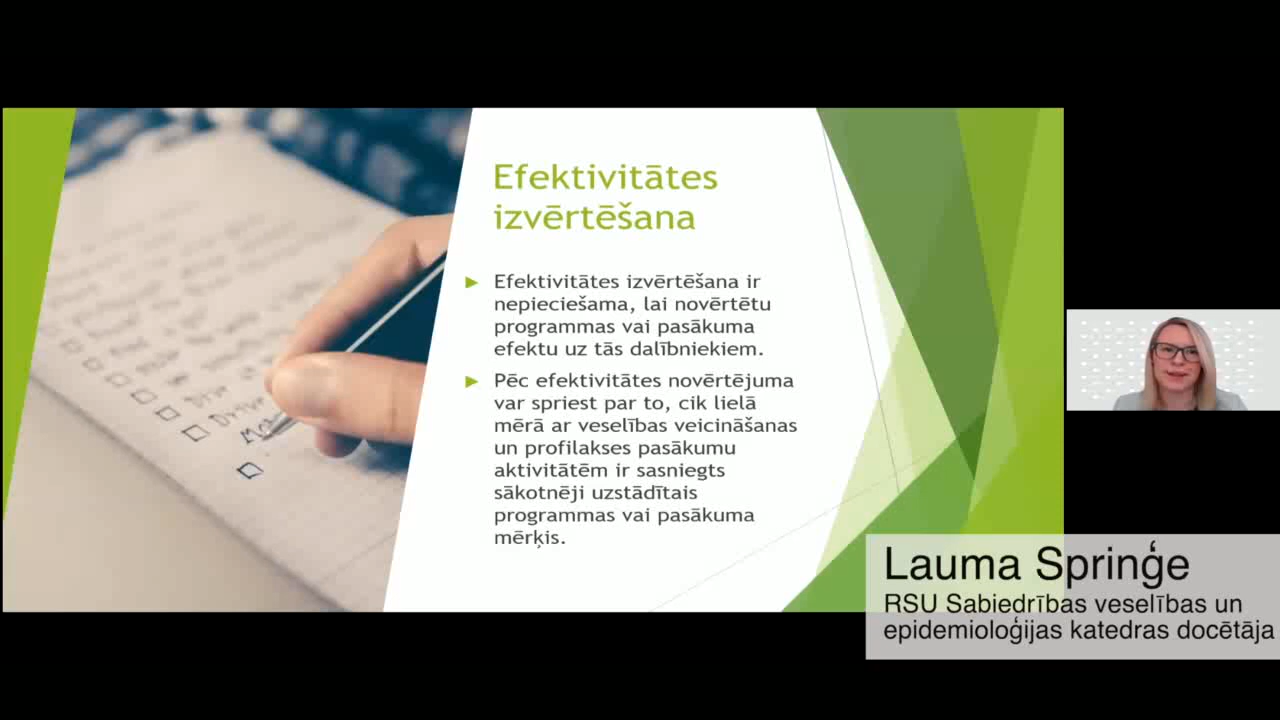 Efektivitātes
izvērtēšana
Efektivitātes izvērtēšana ir
nepieciešama, lai novērtētu
programmas vai pasākuma
efektu uz tās dalībniekiem.
Pēc efektivitātes novērtējuma
var spriest par to, cik lielā
mērā ar veselības veicināšanas
un profilakses pasākumu
aktivitātēm ir sasniegts
sākotnēji uzstādītais
programmas vai pasākuma
mērķis.
Lauma Spriņģe
RSU Sabiedrības veselības un
epidemioloģijas katedras docētāja